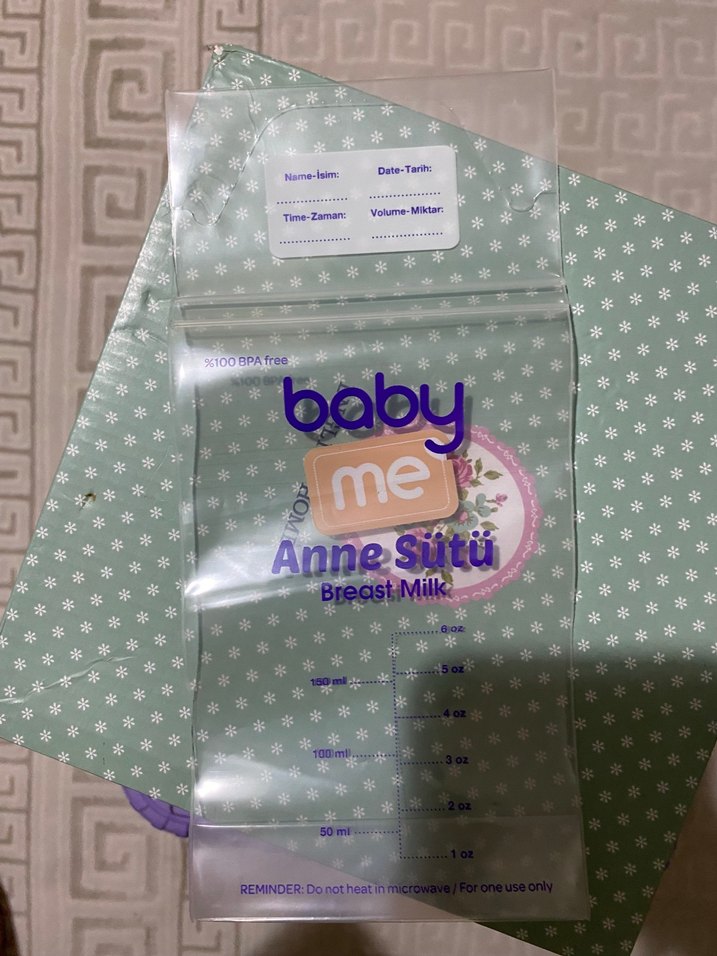 Name-İsim: Date-Tarih:
Time-Zaman: Volume-Miktar:
%100 BPA free
baby
me
Anne Sütü
Breast Milk
6 oz
5 oz
150 ml
4 oz
100 ml
3 oz
2 oz
50 ml
1 oz
REMINDER: Do not heat in microwave / For one use only